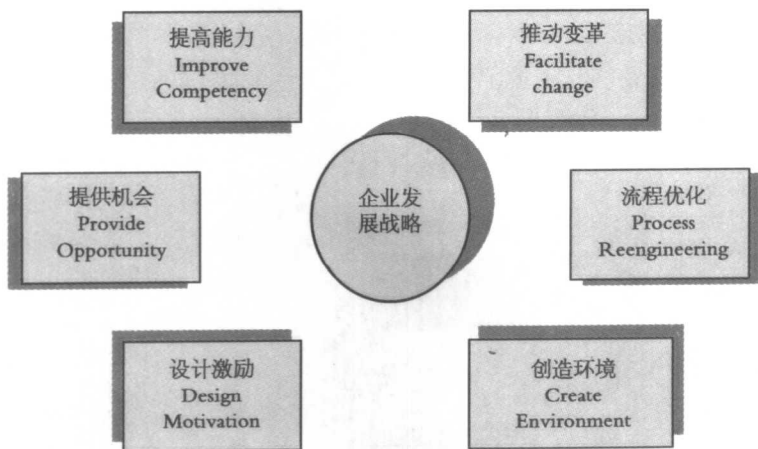 提高能力
Improve
Competency
推动变革
Facilitate
change
提供机会
Provide
Opportunity
企业发
展战略
流程优化
Process
Reengineering
设计激励
Design
Motivation
创造环境
Create
Environment